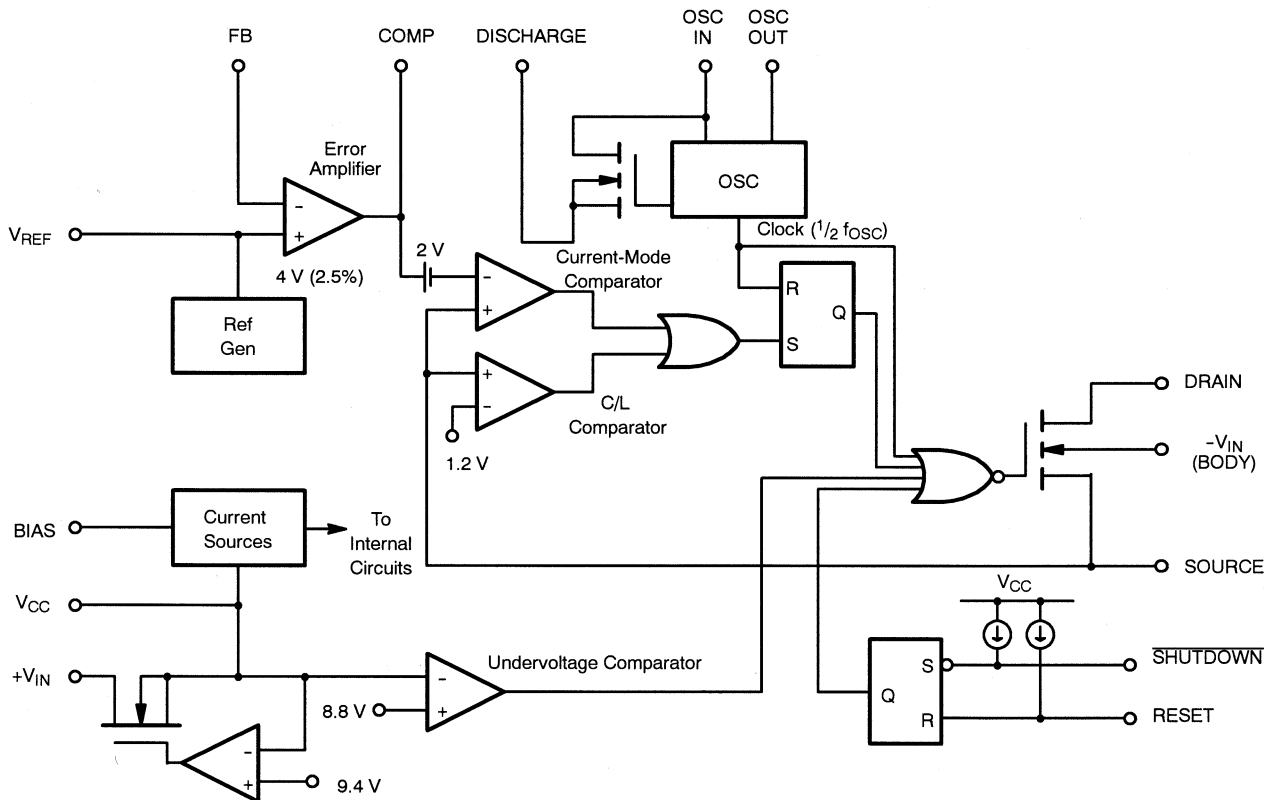 FB
COMP
DISCHARGE
OSC
IN
OSC
OUT
Error
Amplifier
OSC
-
+
VREF
4 V (2.5%)
2 V
Clock (1/2 fOSC)
Current-Mode
Comparator
-
+
R
Q
S
Ref
Gen
+
-
C/L
Comparator
1.2 V
DRAIN
–VIN
(BODY)
BIAS
Current
Sources
To
Internal
Circuits
SOURCE
VCC
VCC
+VIN
Undervoltage Comparator
-
+
8.8 V
S
Q
R
SHUTDOWN
RESET
-
+
9.4 V